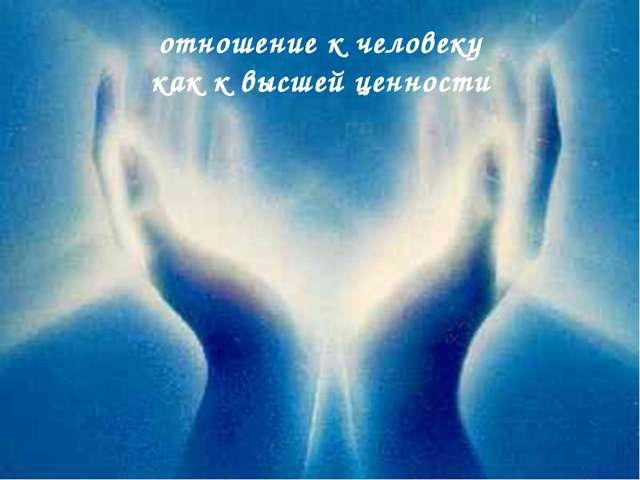 отношение к человеку
как к высшей ценности